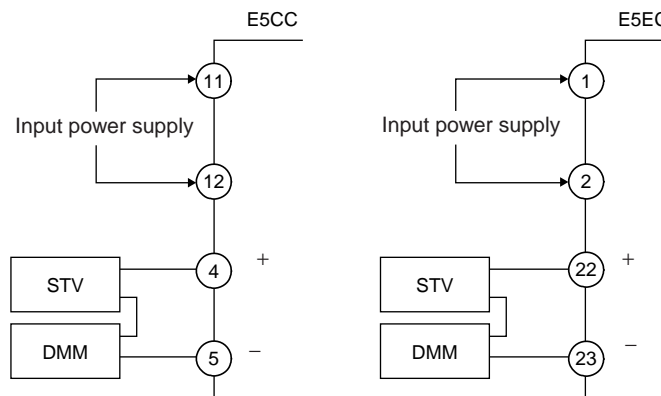 E5CC
11
Input power supply
12
STV
4
+
DMM
5
−
E5EC
1
Input power supply
2
STV
22
+
DMM
23
−